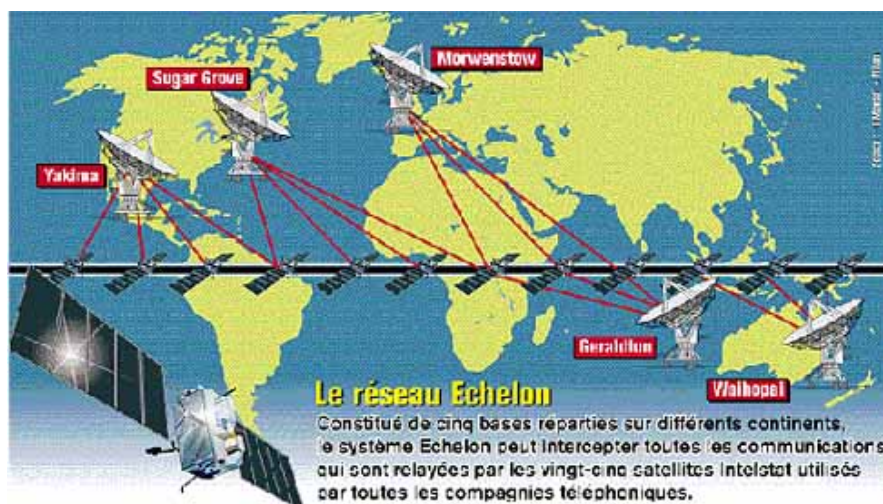 Morwenstow
Sugar Grove
Yakima
Geraldtun
Waihopai
Le réseau Echelon
Constitué de cinq bases réparties sur différents continents,
le système Echelon peut intercepter toutes les communications
qui sont relayées par les vingt-cinq satellites Intelstat utilisés
par toutes les compagnies téléphoniques.